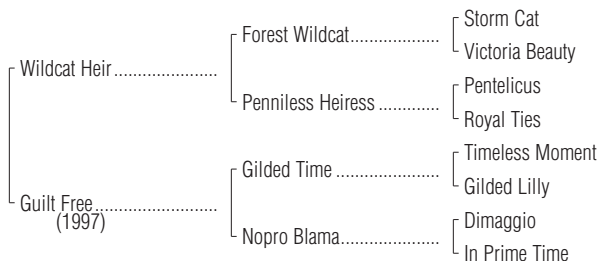 Storm Cat
Forest Wildcat....................
Victoria Beauty
Wildcat Heir.......................
Pentelicus
Penniless Heiress .............
Royal Ties
Timeless Moment
Gilded Time .......................
Gilded Lilly
Guilt Free...........................
(1997)
Dimaggio
Nopro Blama......................
In Prime Time